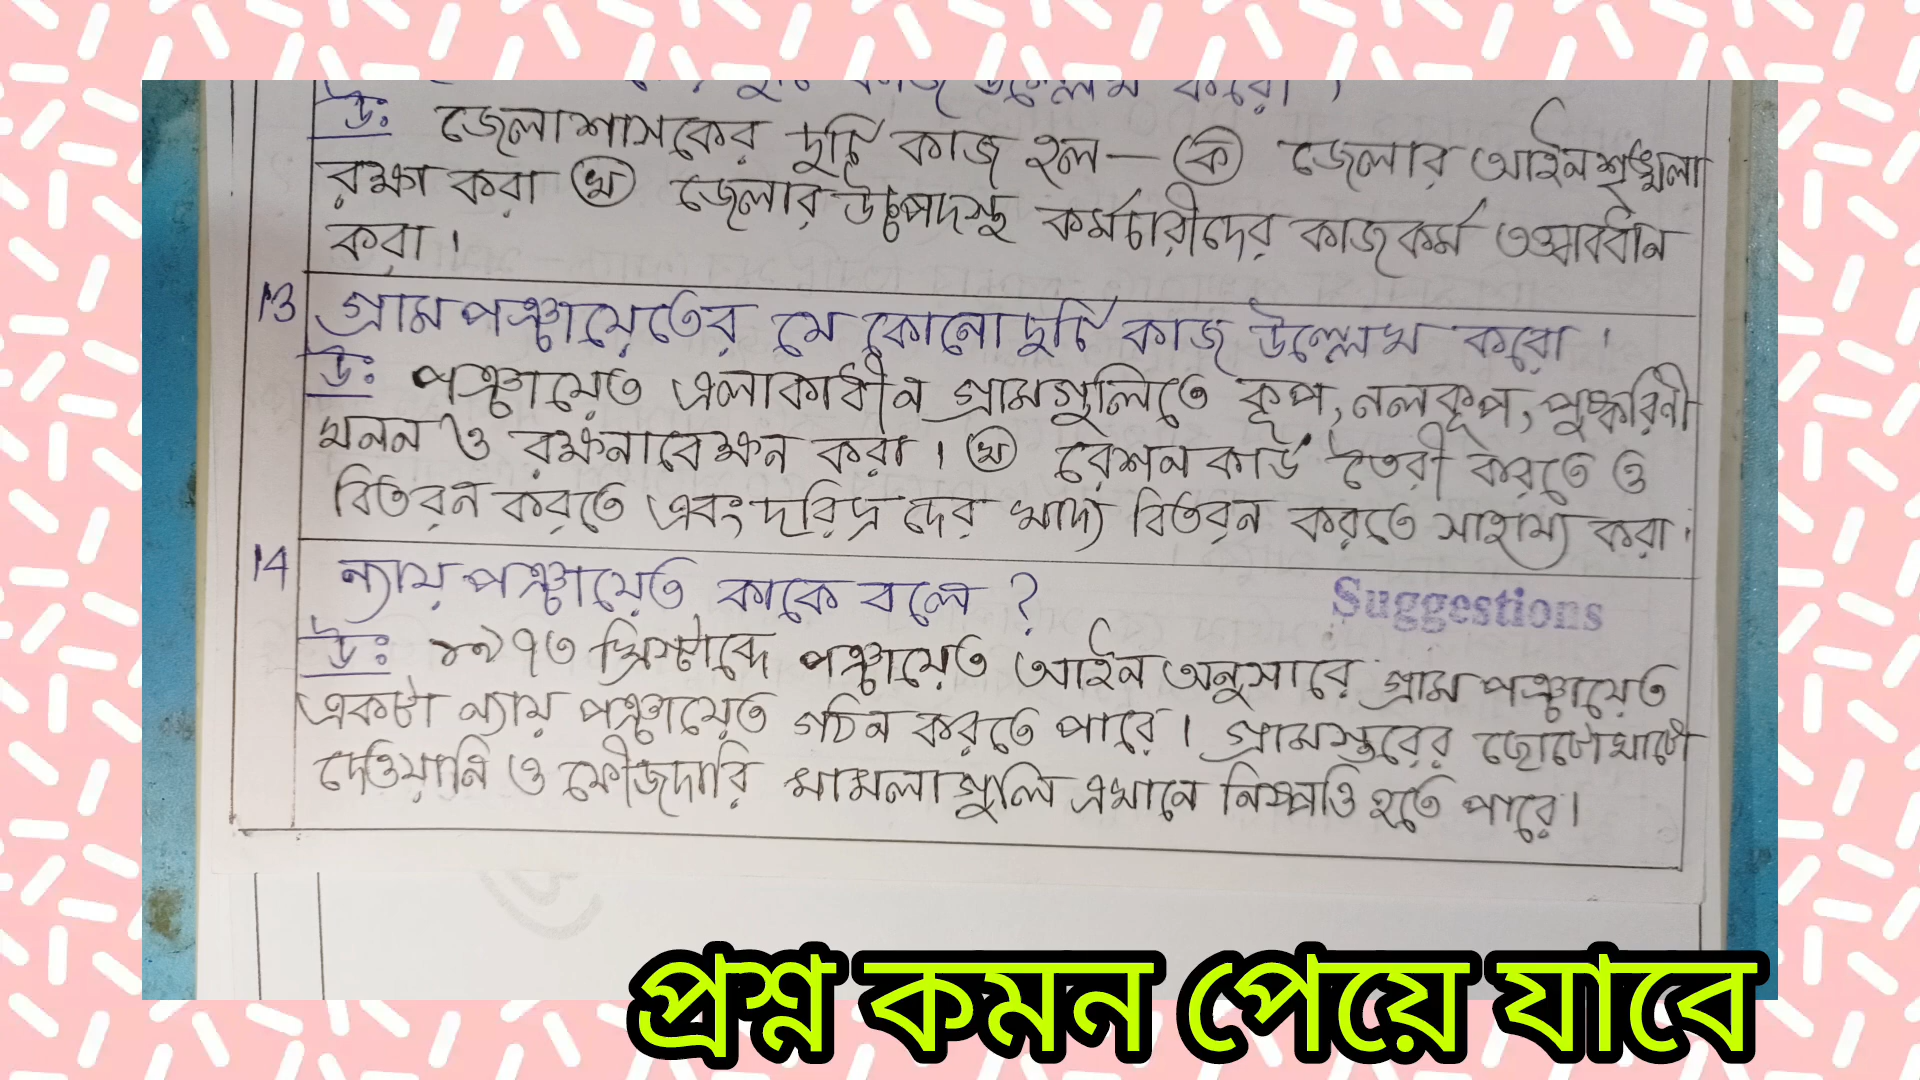 উল্লেখ করো।
উঃ জেলাশাসকের দুটি কাজ হল— ক জেলার আইনশৃঙ্খলা
রক্ষা করা খ জেলার উচ্চপদস্থ কর্মচারীদের কাজকর্ম তত্ত্বাবধান
করা।
13 গ্রাম পঞ্চায়েতের যে কোনো দুটি কাজ উল্লেখ করো।
উঃ পঞ্চায়েত এলাকাধীন গ্রামগুলিতে কূপ, নলকূপ, পুষ্করিণী
খনন ও রক্ষনাবেক্ষন করা। খ রেশন কার্ড তৈরী করতে ও
বিতরন করতে এবং দরিদ্র দের খাদ্য বিতরন করতে সাহায্য করা।
14 ন্যায় পঞ্চায়েত কাকে বলে ?
Suggestions
উঃ ১৯৭৩ খ্রিস্টাব্দে পঞ্চায়েত আইন অনুসারে গ্রাম পঞ্চায়েত
একটা ন্যায় পঞ্চায়েত গঠন করতে পারে। গ্রামস্তরের ছোটোখাটো
দেওয়ানি ও ফৌজদারি মামলাগুলি এখানে নিষ্পত্তি হতে পারে।
প্রশ্ন কমন পেয়ে যাবে